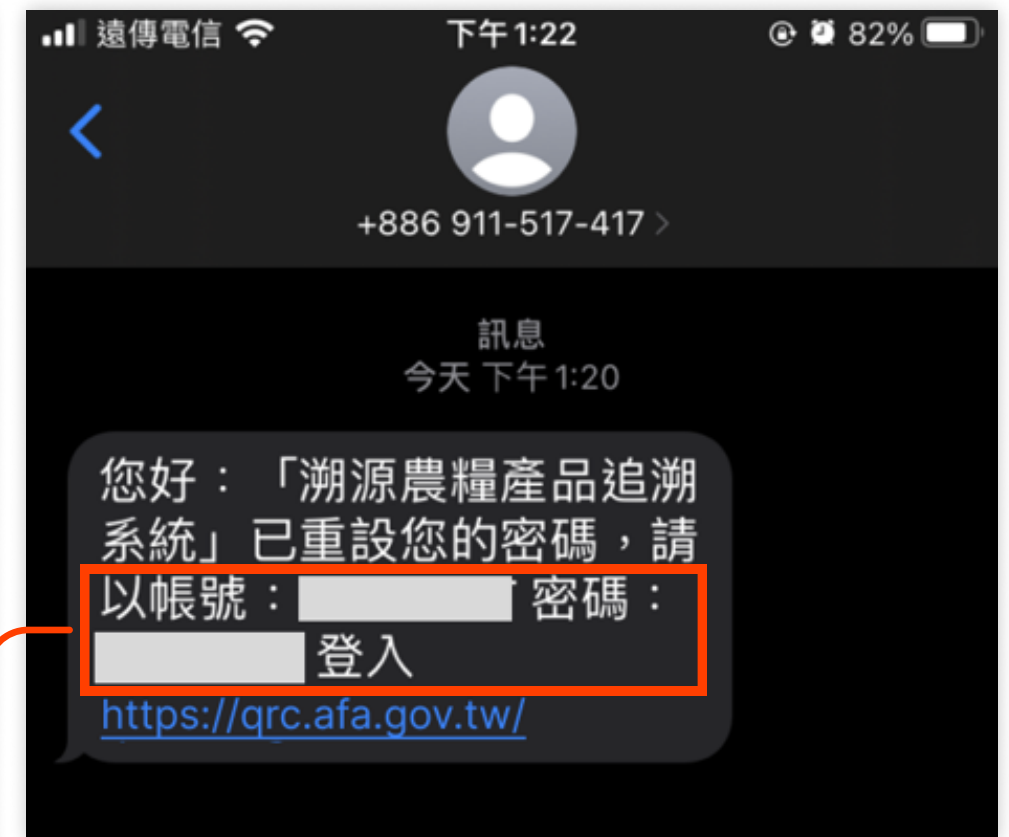 遠傳電信 下午1:22 82%
+886 911-517-417
訊息
今天 下午1:20
您好：「溯源農糧產品追溯
系統」已重設您的密碼，請
以帳號： 密碼：
登入
https://qrc.afa.gov.tw/